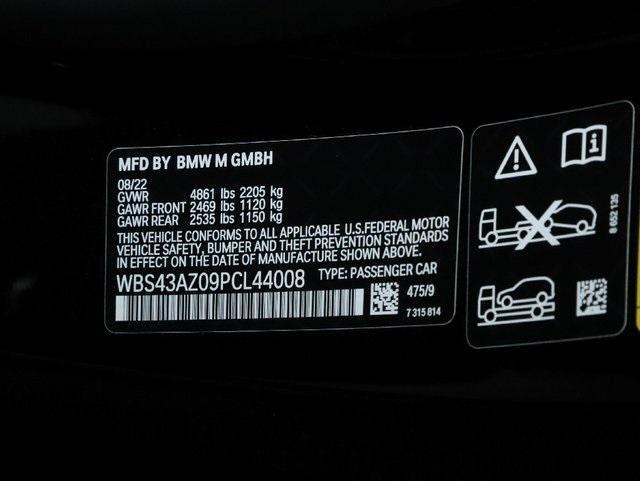 MFD BY BMW M GMBH
08/22
GVWR 4861 lbs 2205 kg
GAWR FRONT 2469 lbs 1120 kg
GAWR REAR 2535 lbs 1150 kg
THIS VEHICLE CONFORMS TO ALL APPLICABLE U.S.FEDERAL MOTOR
VEHICLE SAFETY, BUMPER AND THEFT PREVENTION STANDARDS
IN EFFECT ON THE DATE OF MANUFACTURE SHOWN ABOVE.
WBS43AZ09PCL44008 TYPE: PASSENGER CAR
475/9
7 315 814
8 652 135